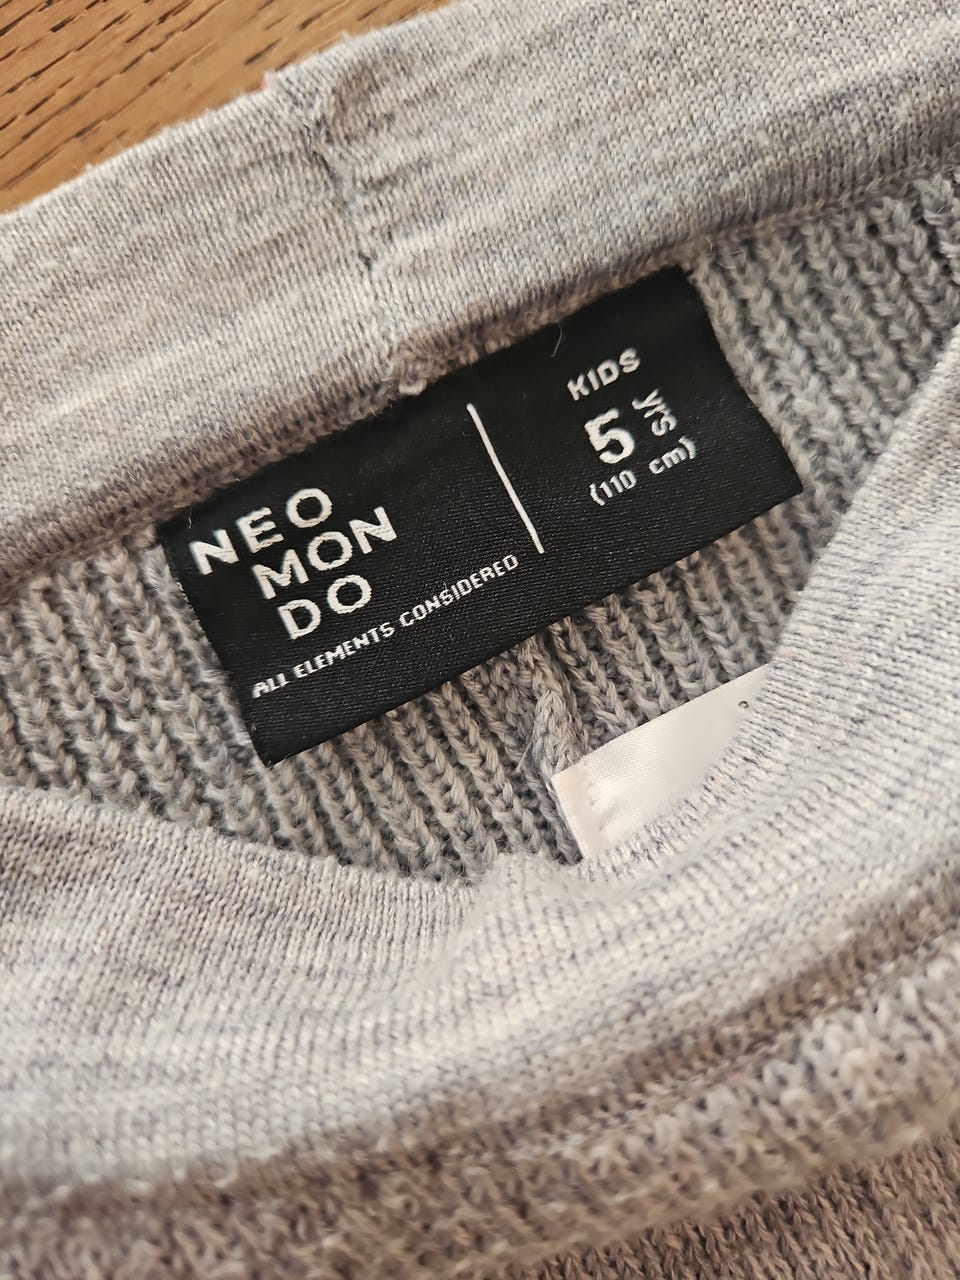 NEO
MON
DO
ALL ELEMENTS CONSIDERED
KIDS
5 yrs
(110 cm)